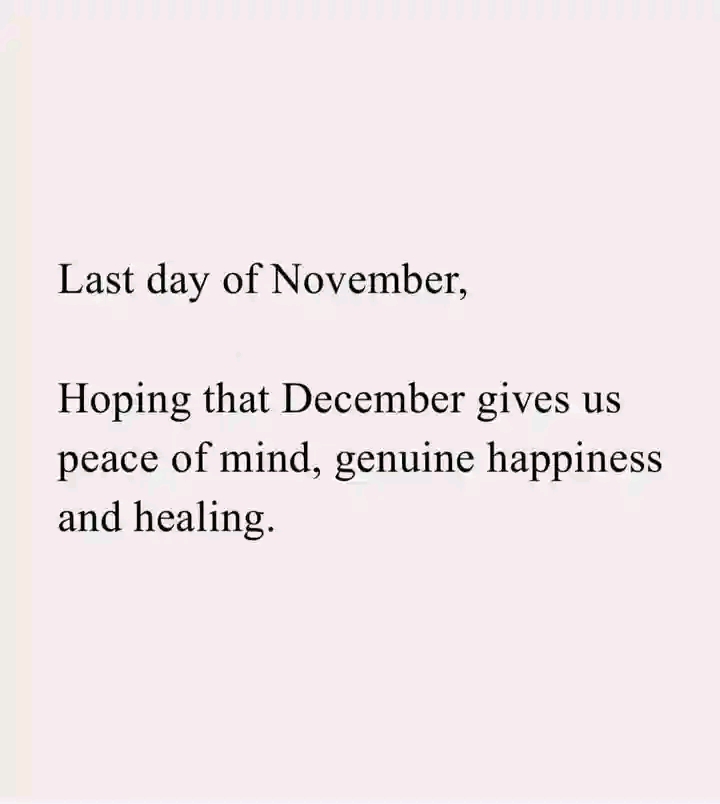 Last day of November,
Hoping that December gives us
peace of mind, genuine happiness
and healing.